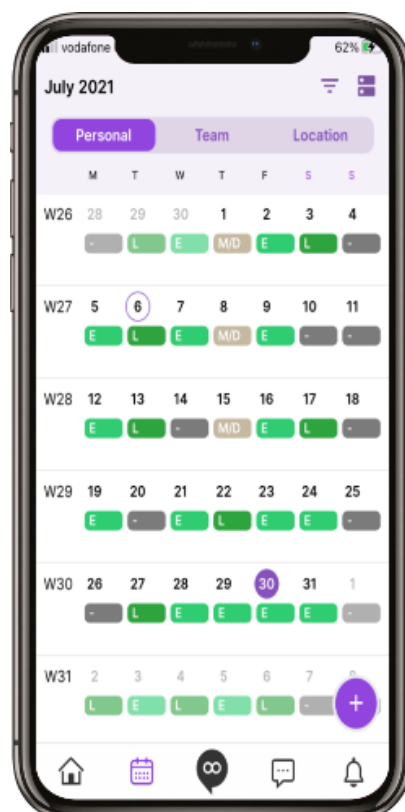 vodafone 62%
July 2021
Personal Team Location
M T W T F S S
W26 28 29 30 1 2 3 4
- L E M/D E L -
W27 5 6 7 8 9 10 11
E L E M/D E - -
W28 12 13 14 15 16 17 18
E L - M/D E L -
W29 19 20 21 22 23 24 25
E - E L E E -
W30 26 27 28 29 30 31 1
- L E E E E -
W31 2 3 4 5 6 7
L E L E L - +